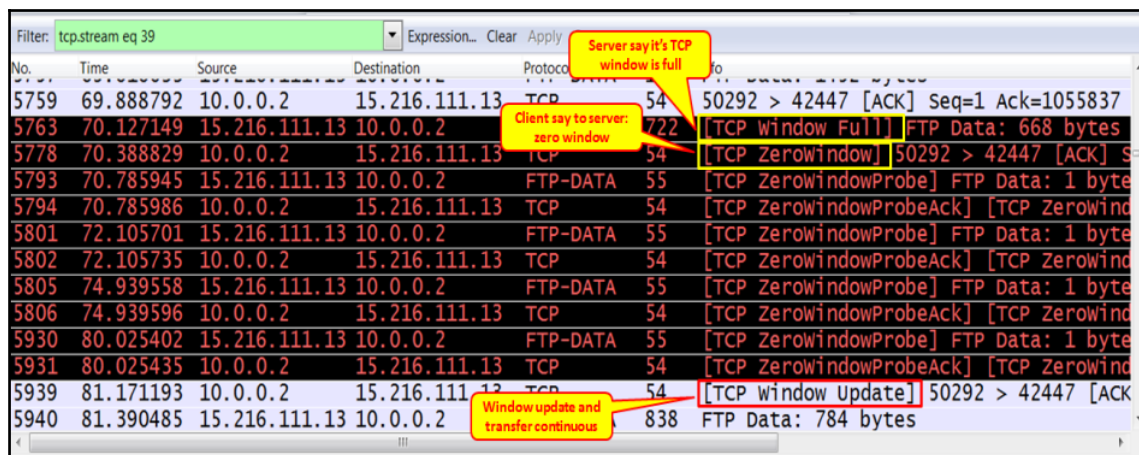 Filter: tcp.stream eq 39 Expression... Clear Apply
Server say it's TCP
window is full
No. Time Source Destination
5759 69.888792 10.0.0.2 15.216.111.13 TCP 54 50292 > 42447 [ACK] Seq=1 Ack=1055837
Client say to server:
zero window
5763 70.127149 15.216.111.13 10.0.0.2 722 [TCP Window Full] FTP Data: 668 bytes
5778 70.388829 10.0.0.2 15.216.111.13 TCP 54 [TCP ZeroWindow] 50292 > 42447 [ACK] S
5793 70.785945 15.216.111.13 10.0.0.2 FTP-DATA 55 [TCP ZeroWindowProbe] FTP Data: 1 byte
5794 70.785986 10.0.0.2 15.216.111.13 TCP 54 [TCP ZeroWindowProbeAck] [TCP ZeroWind
5801 72.105701 15.216.111.13 10.0.0.2 FTP-DATA 55 [TCP ZeroWindowProbe] FTP Data: 1 byte
5802 72.105735 10.0.0.2 15.216.111.13 TCP 54 [TCP ZeroWindowProbeAck] [TCP ZeroWind
5805 74.939558 15.216.111.13 10.0.0.2 FTP-DATA 55 [TCP ZeroWindowProbe] FTP Data: 1 byte
5806 74.939596 10.0.0.2 15.216.111.13 TCP 54 [TCP ZeroWindowProbeAck] [TCP ZeroWind
5930 80.025402 15.216.111.13 10.0.0.2 FTP-DATA 55 [TCP ZeroWindowProbe] FTP Data: 1 byte
5931 80.025435 10.0.0.2 15.216.111.13 TCP 54 [TCP ZeroWindowProbeAck] [TCP ZeroWind
5939 81.171193 10.0.0.2 15.216.111.13 TCP 54 [TCP Window Update] 50292 > 42447 [ACK
Window update and
transfer continuous
5940 81.390485 15.216.111.13 10.0.0.2 838 FTP Data: 784 bytes